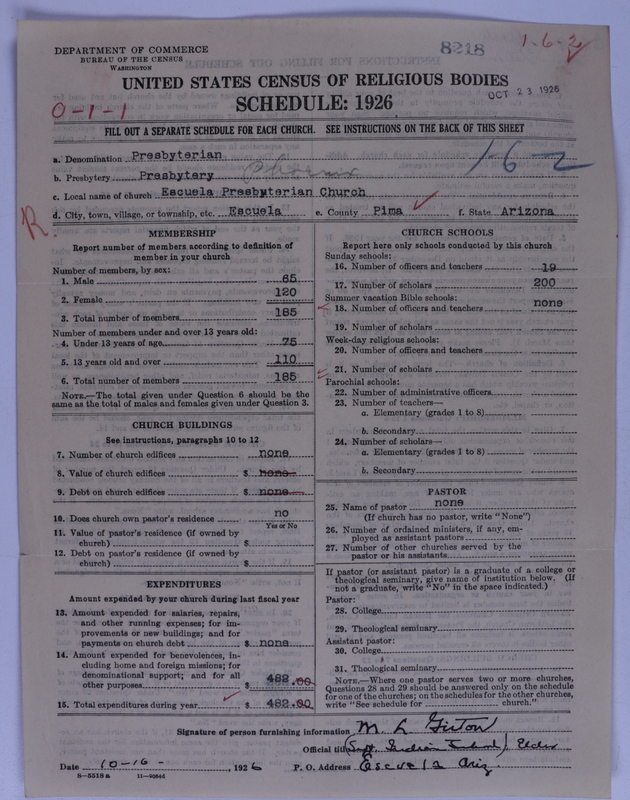 DEPARTMENT OF COMMERCE
BUREAU OF THE CENSUS
WASHINGTON
8218
1-6-2
UNITED STATES CENSUS OF RELIGIOUS BODIES
OCT 23 1926
0-1-1
SCHEDULE: 1926
FILL OUT A SEPARATE SCHEDULE FOR EACH CHURCH. SEE INSTRUCTIONS ON THE BACK OF THIS SHEET
a. Denomination Presbyterian
1-6-2
b. Presbytery Presbytery Phoenix
c. Local name of church Escuela Presbyterian Church
d. City, town, village, or township, etc. Escuela e. County Pima f. State Arizona
R
MEMBERSHIP
Report number of members according to definition of
member in your church
Number of members, by sex:
1. Male 65
2. Female 120
3. Total number of members 185
Number of members under and over 13 years old:
4. Under 13 years of age 75
5. 13 years old and over 110
6. Total number of members 185
NOTE.—The total given under Question 6 should be the
same as the total of males and females given under Question 3.
CHURCH BUILDINGS
See instructions, paragraphs 10 to 12
7. Number of church edifices none
8. Value of church edifices $ none
9. Debt on church edifices $ none
10. Does church own pastor's residence no
Yes or No
11. Value of pastor's residence (if owned by
church) $
12. Debt on pastor's residence (if owned by
church) $
EXPENDITURES
Amount expended by your church during last fiscal year
13. Amount expended for salaries, repairs,
and other running expenses; for im-
provements or new buildings; and for
payments on church debt $ none
14. Amount expended for benevolences, in-
cluding home and foreign missions; for
denominational support; and for all
other purposes $ 482.00
15. Total expenditures during year $ 482.00
CHURCH SCHOOLS
Report here only schools conducted by this church
Sunday schools:
16. Number of officers and teachers 19
17. Number of scholars 200
Summer vacation Bible schools:
18. Number of officers and teachers none
19. Number of scholars
Week-day religious schools:
20. Number of officers and teachers
21. Number of scholars
Parochial schools:
22. Number of administrative officers
23. Number of teachers—
a. Elementary (grades 1 to 8)
b. Secondary
24. Number of scholars—
a. Elementary (grades 1 to 8)
b. Secondary
PASTOR
25. Name of pastor none
(If church has no pastor, write "None")
26. Number of ordained ministers, if any, em-
ployed as assistant pastors
27. Number of other churches served by the
pastor or his assistants
If pastor (or assistant pastor) is a graduate of a college or
theological seminary, give name of institution below. (If
not a graduate, write "No" in the space indicated.)
Pastor:
28. College
29. Theological seminary
Assistant pastor:
30. College
31. Theological seminary
NOTE.—Where one pastor serves two or more churches,
Questions 28 and 29 should be answered only on the schedule
for one of the churches; on the schedules for the other churches,
write "See schedule for church."
Signature of person furnishing information M. L. Girton
Official title Supt. Indian School / Elder
Date 10-16-, 1926 P. O. Address Escuela Ariz.
8—5518 a 11—46646